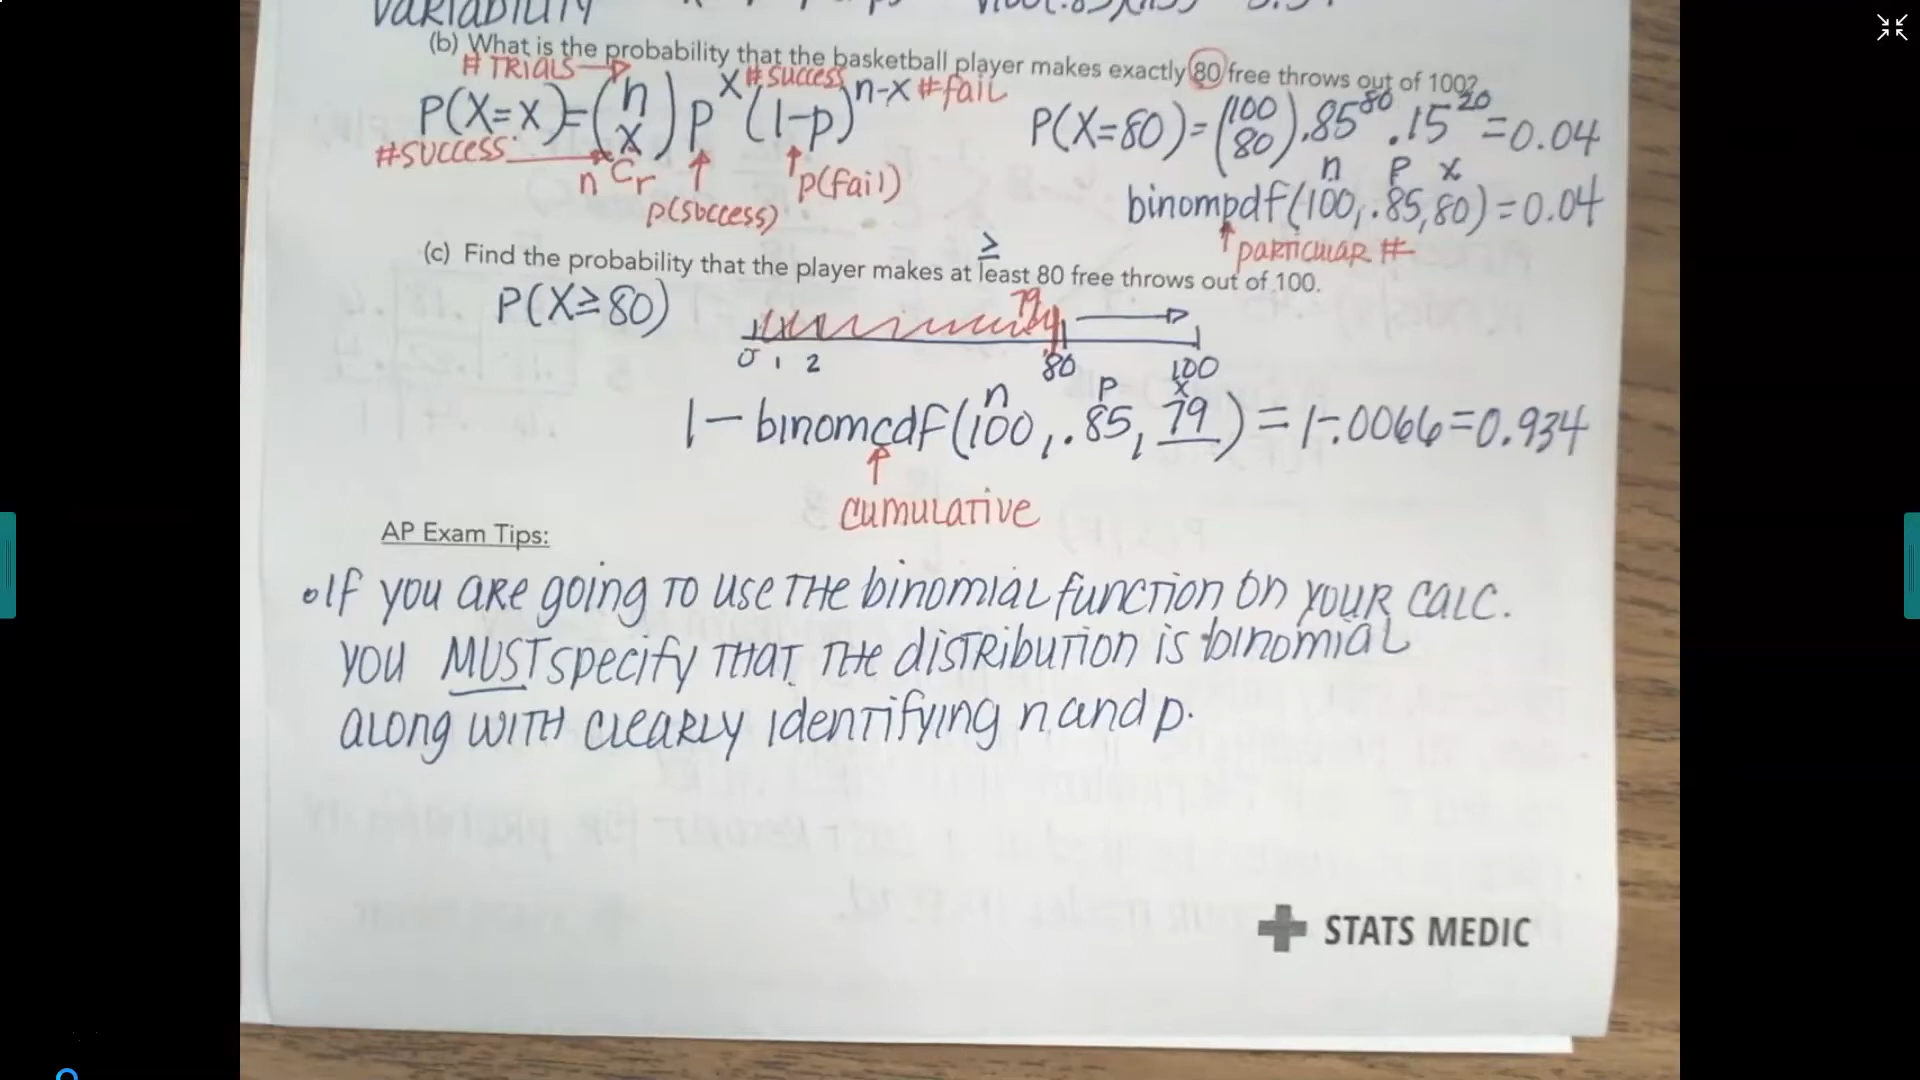 VARIABILITY
(b) What is the probability that the basketball player makes exactly 80 free throws out of 100?
# TRIALS
x #success n-x #fail
P(X=x)=(n x) p (1-p)
P(X=80)=(100 80).85^80 .15^20 =0.04
#SUCCESS
nCr
p(success)
p(fail)
n p x
binompdf(100,.85,80)=0.04
particular #
≥
(c) Find the probability that the player makes at least 80 free throws out of 100.
P(X≥80)
79
0 1 2 80 100
n p x
1-binomcdf(100,.85,79)=1-.0066=0.934
cumulative
AP Exam Tips:
•If you are going to use the binomial function on your calc.
you MUST specify that the distribution is binomial
along with clearly identifying n and p.
STATS MEDIC